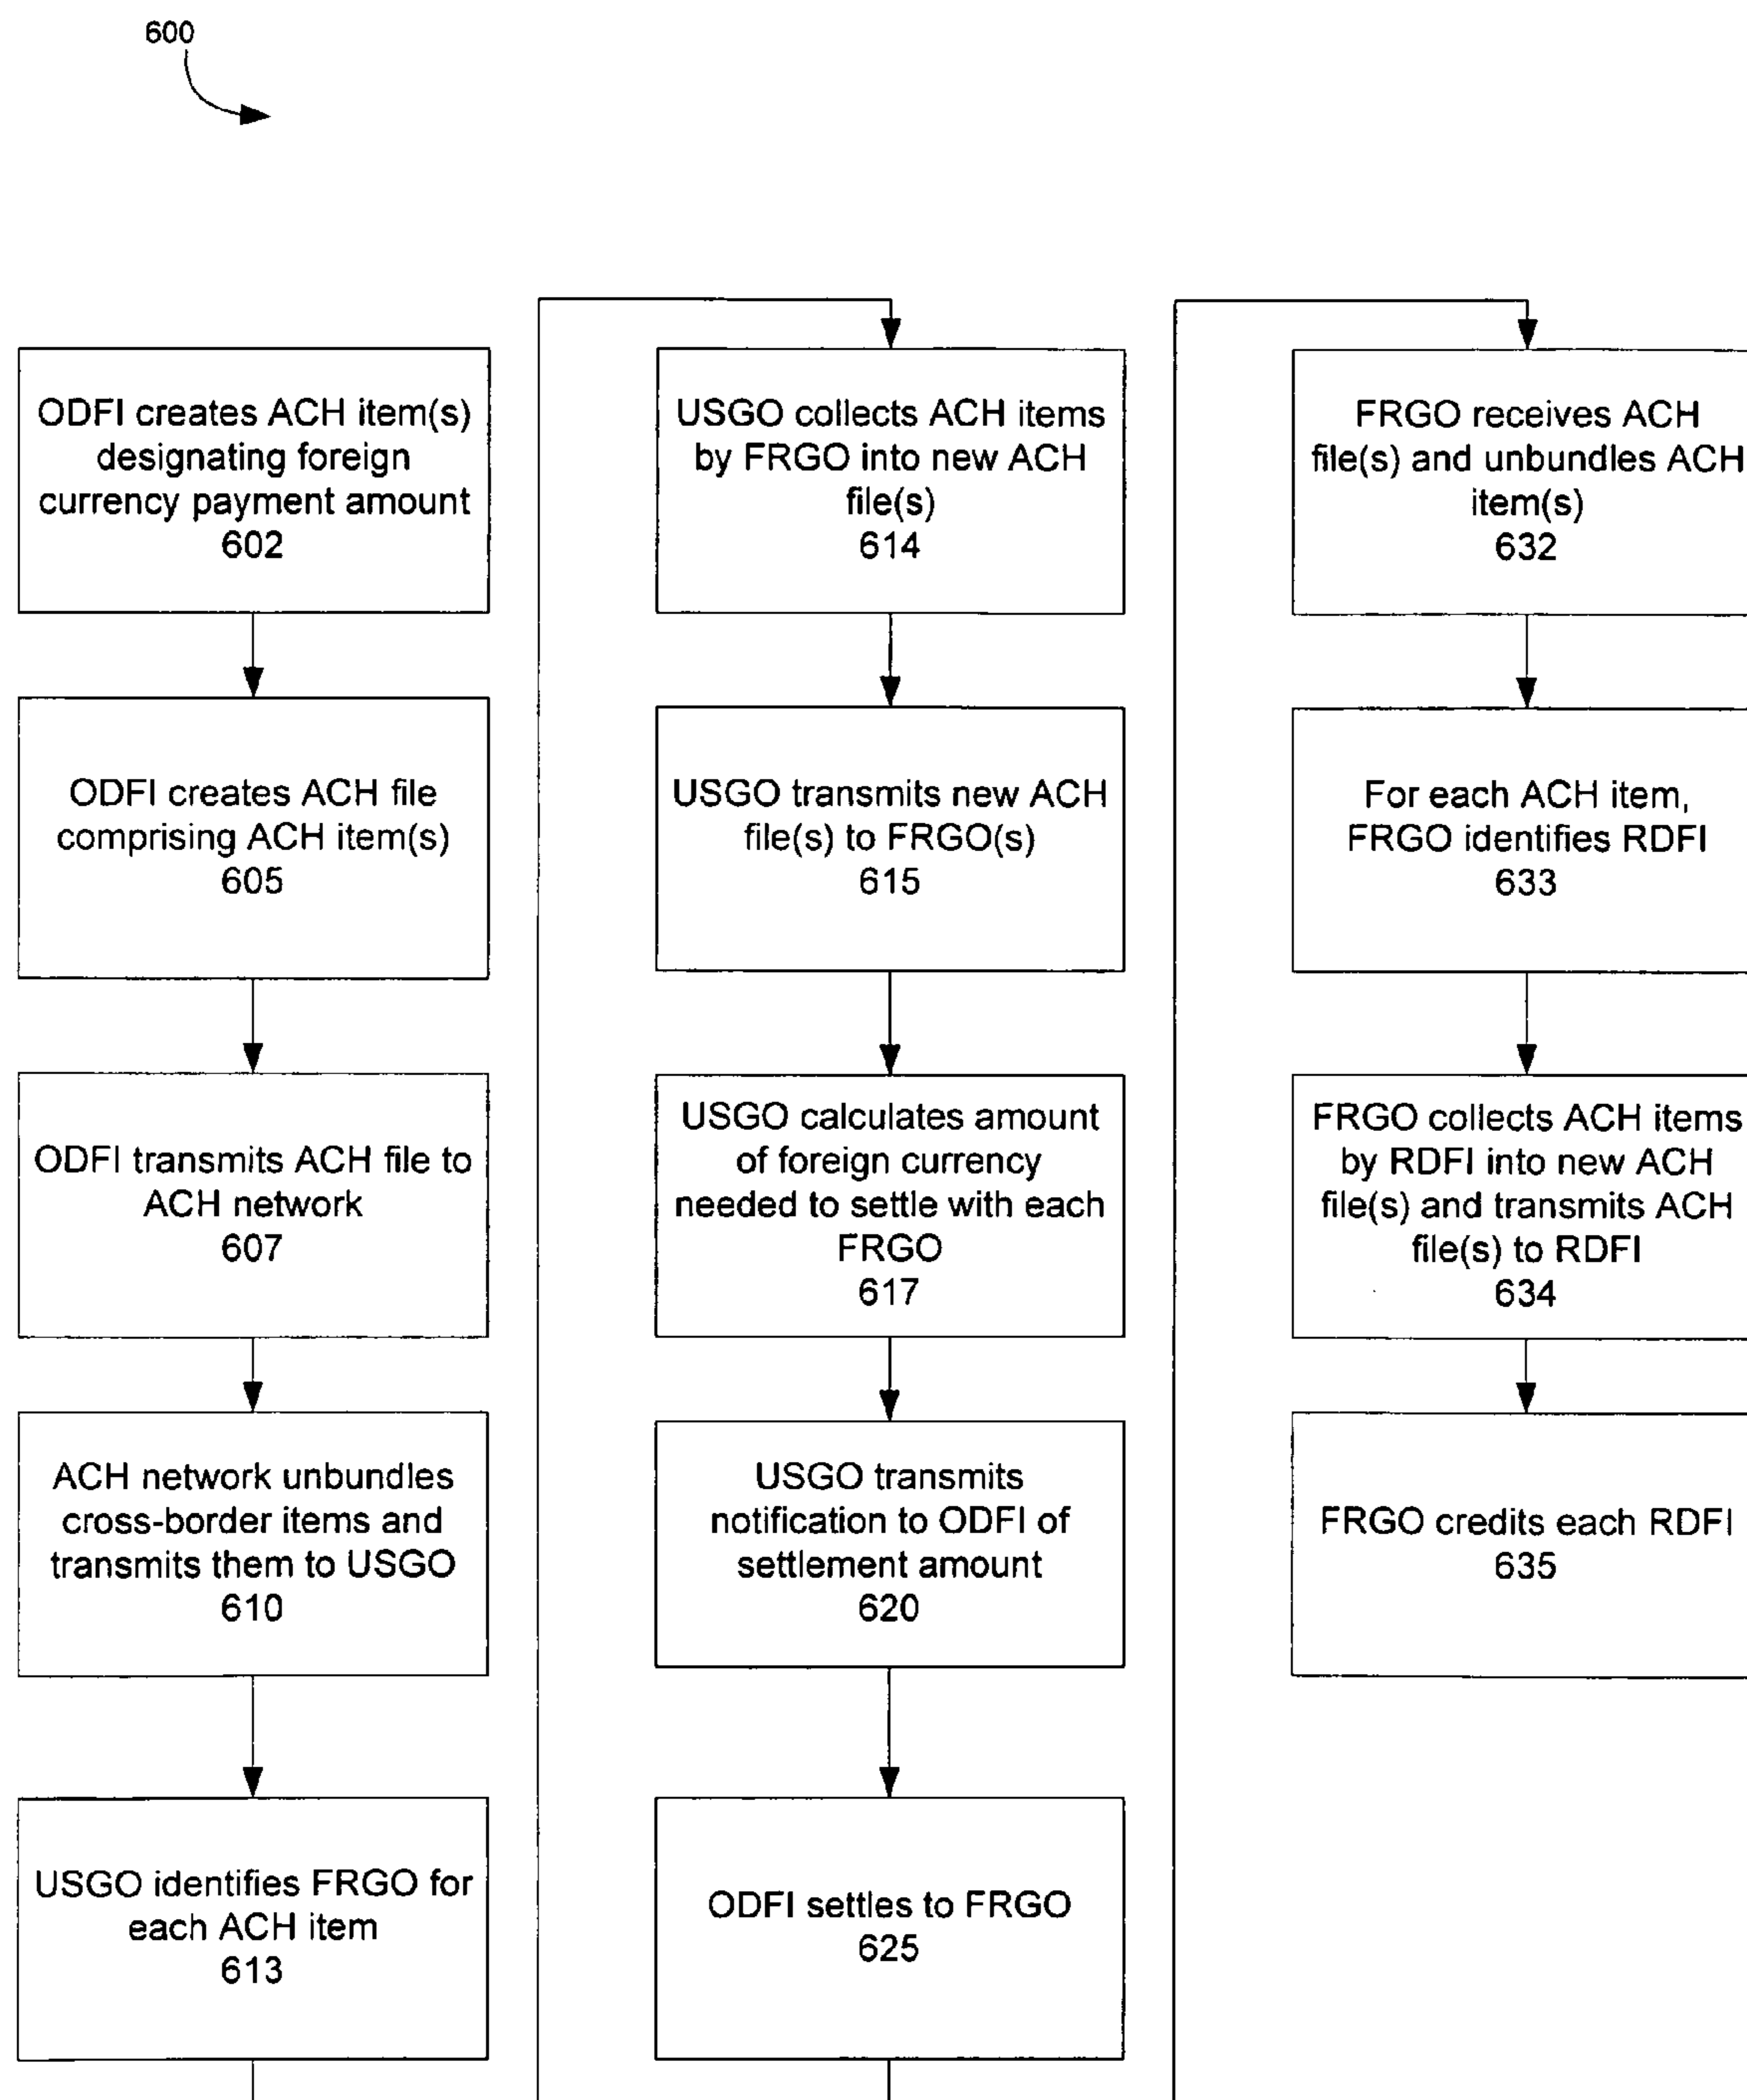 600
ODFI creates ACH item(s)
designating foreign
currency payment amount
602
ODFI creates ACH file
comprising ACH item(s)
605
ODFI transmits ACH file to
ACH network
607
ACH network unbundles
cross-border items and
transmits them to USGO
610
USGO identifies FRGO for
each ACH item
613
USGO collects ACH items
by FRGO into new ACH
file(s)
614
USGO transmits new ACH
file(s) to FRGO(s)
615
USGO calculates amount
of foreign currency
needed to settle with each
FRGO
617
USGO transmits
notification to ODFI of
settlement amount
620
ODFI settles to FRGO
625
FRGO receives ACH
file(s) and unbundles ACH
item(s)
632
For each ACH item,
FRGO identifies RDFI
633
FRGO collects ACH items
by RDFI into new ACH
file(s) and transmits ACH
file(s) to RDFI
634
FRGO credits each RDFI
635